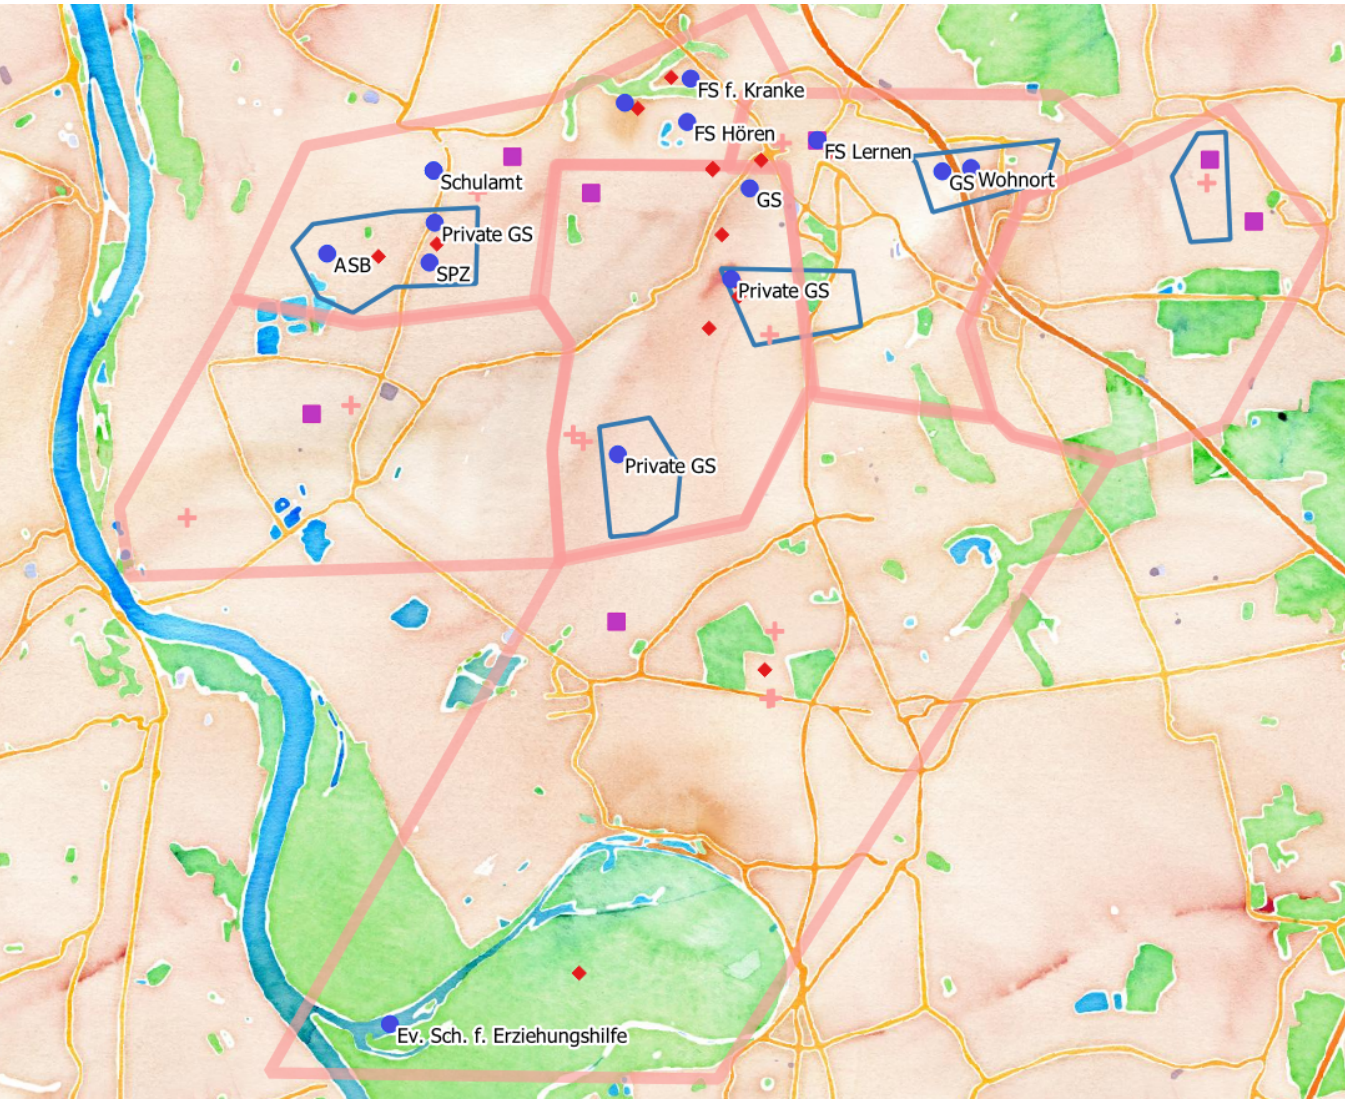 FS f. Kranke
FS Hören
FS Lernen
Schulamt
GS Wohnort
GS
Private GS
ASB
SPZ
Private GS
Private GS
Ev. Sch. f. Erziehungshilfe